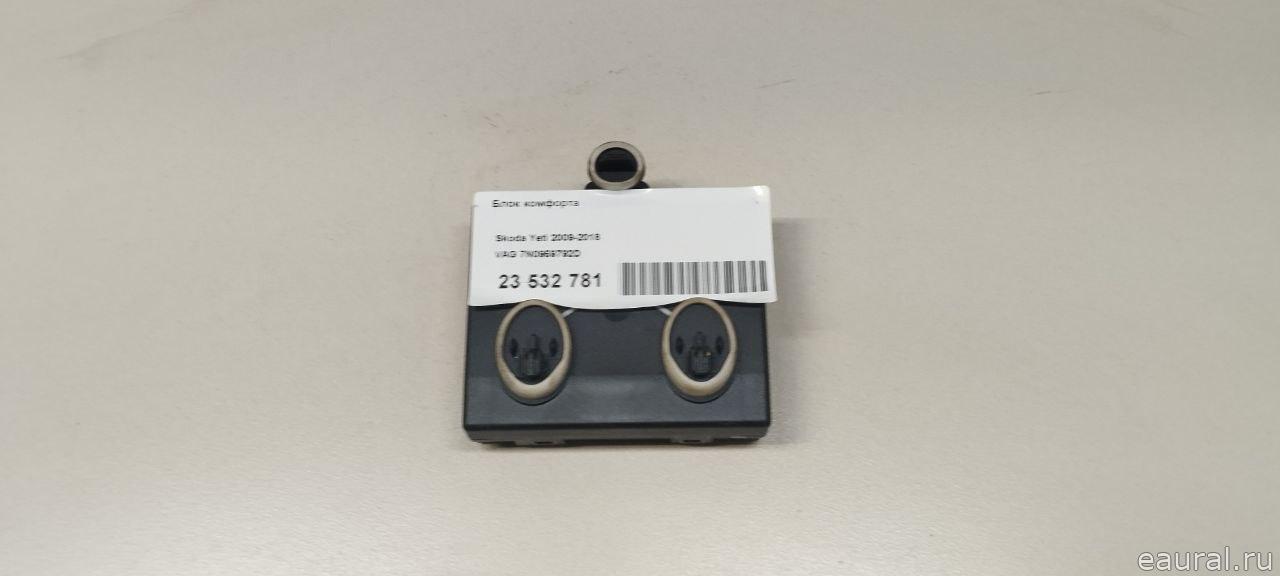 Блок комфорта
Skoda Yeti 2009-2018
VAG 7N0959792D
23 532 781
eaural.ru